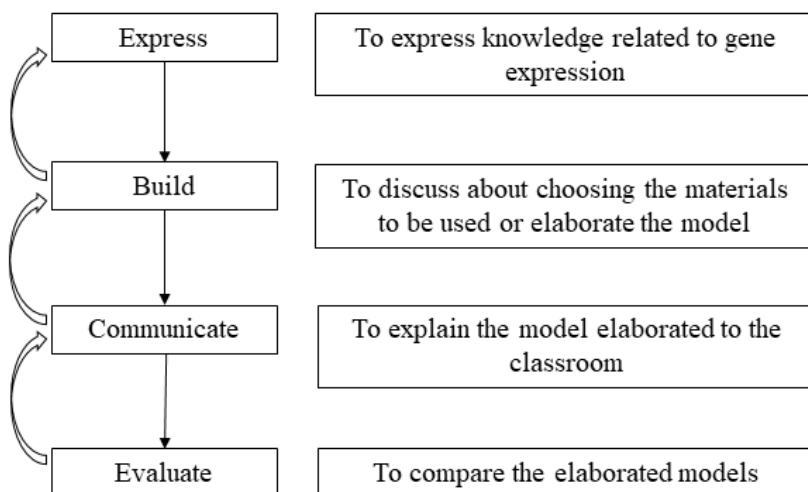 Express
To express knowledge related to gene
expression
Build
To discuss about choosing the materials
to be used or elaborate the model
Communicate
To explain the model elaborated to the
classroom
Evaluate
To compare the elaborated models